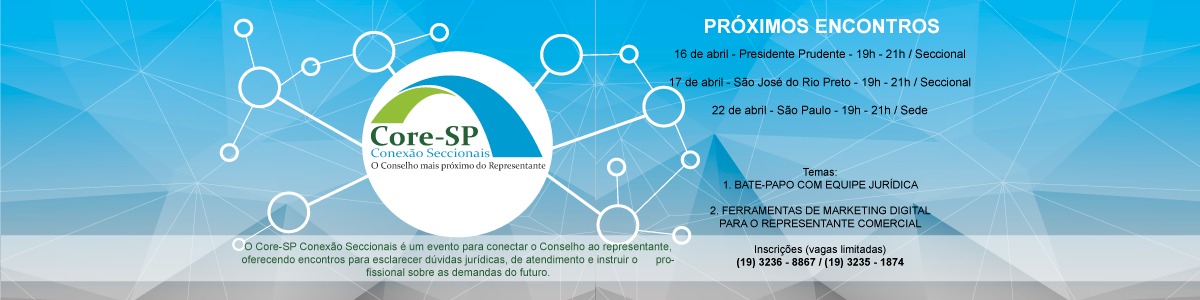 Core-SP
Conexão Seccionais
O Conselho mais próximo do Representante
O Core-SP Conexão Seccionais é um evento para conectar o Conselho ao representante,
oferecendo encontros para esclarecer dúvidas jurídicas, de atendimento e instruir o pro-
fissional sobre as demandas do futuro.
PRÓXIMOS ENCONTROS
16 de abril - Presidente Prudente - 19h - 21h / Seccional
17 de abril - São José do Rio Preto - 19h - 21h / Seccional
22 de abril - São Paulo - 19h - 21h / Sede
Temas:
1. BATE-PAPO COM EQUIPE JURÍDICA
2. FERRAMENTAS DE MARKETING DIGITAL
PARA O REPRESENTANTE COMERCIAL
Inscrições (vagas limitadas)
(19) 3236 - 8867 / (19) 3235 - 1874